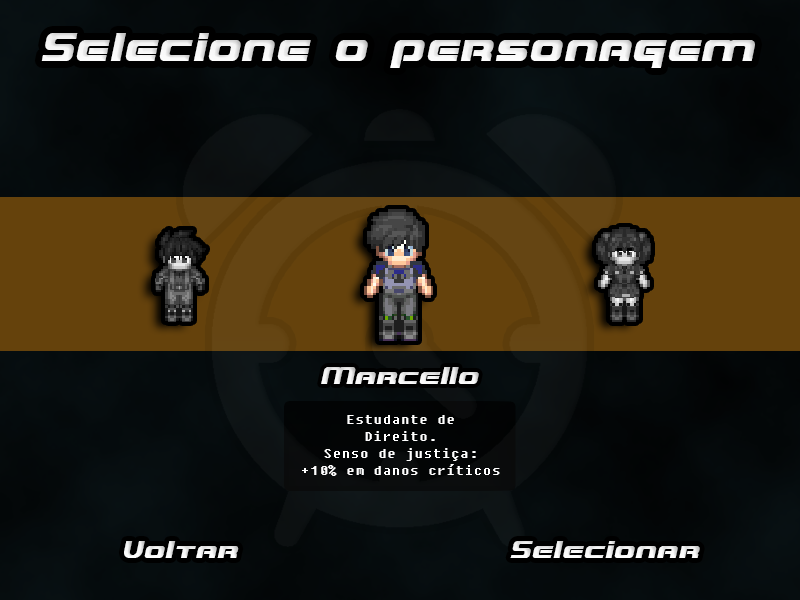 Selecione o personagem
Marcello
Estudante de
Direito.
Senso de justiça:
+10% em danos críticos
Voltar
Selecionar